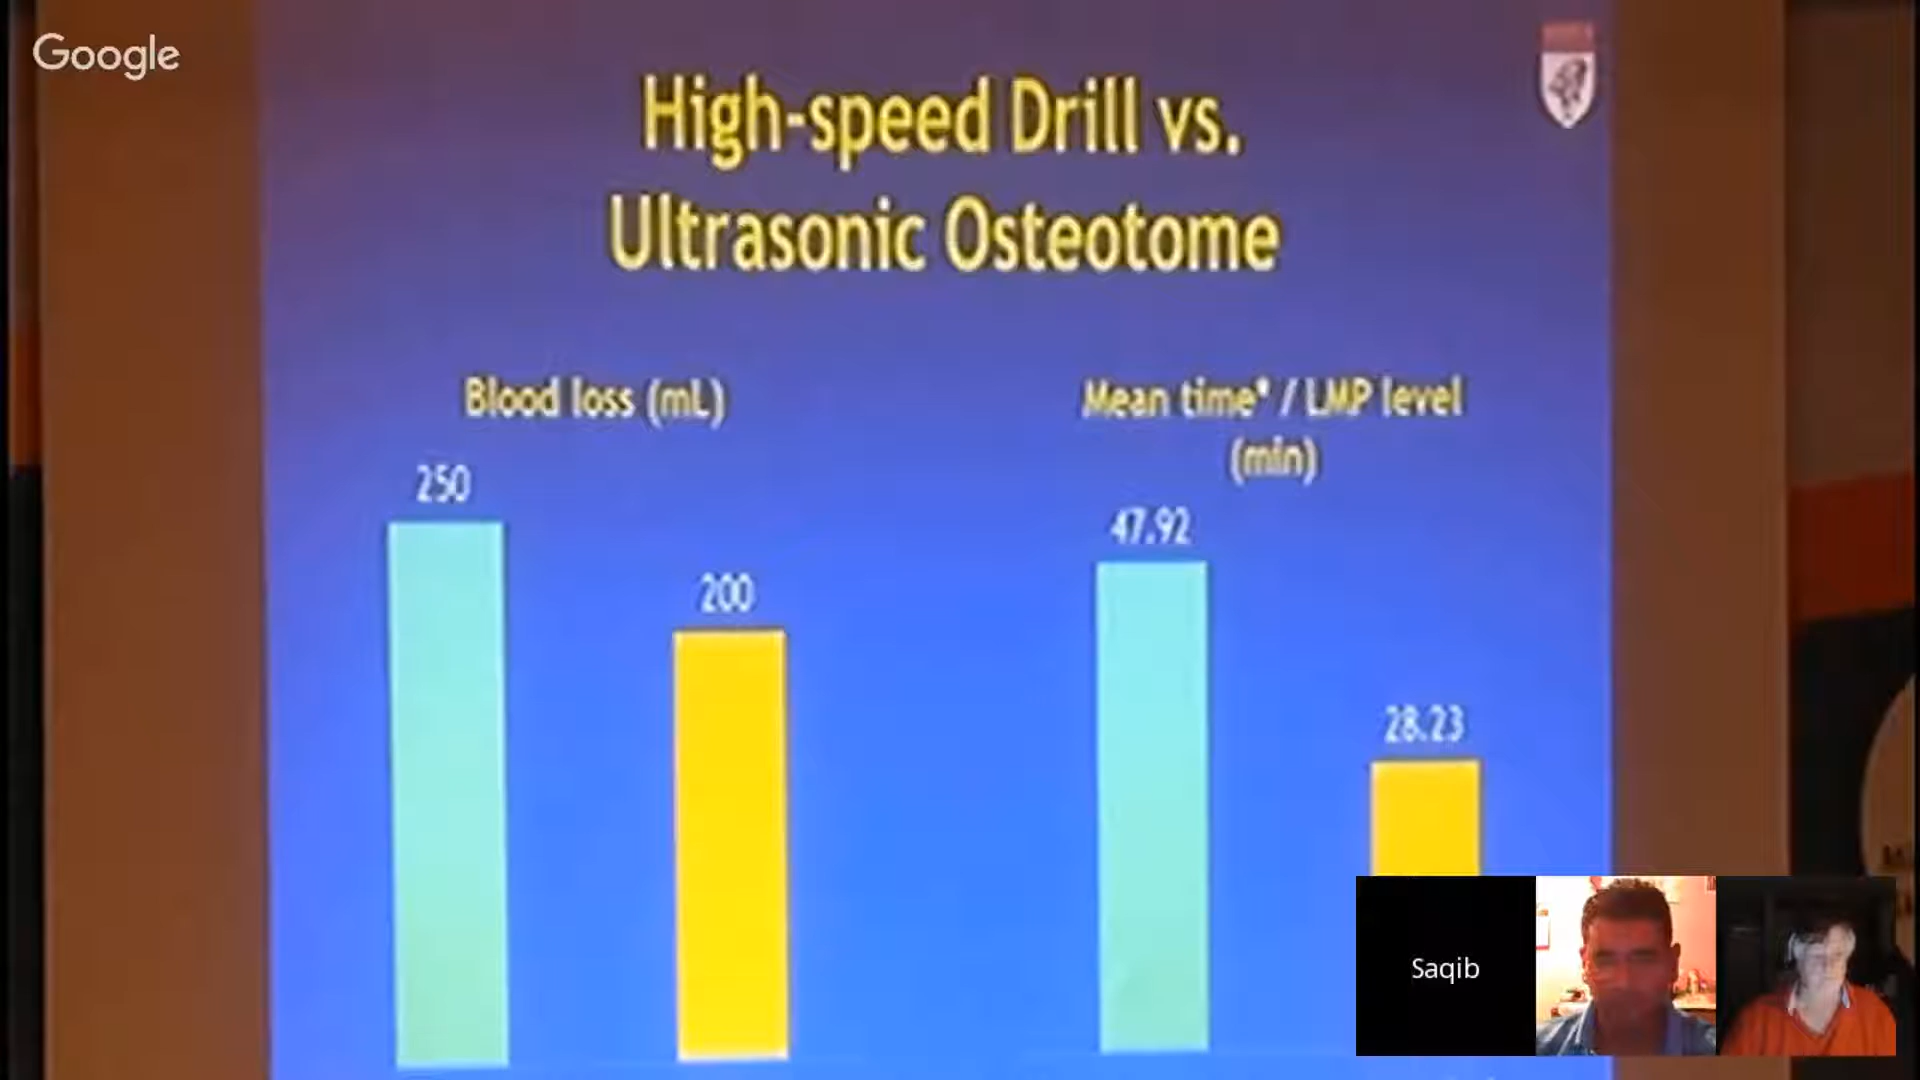 Google
High-speed Drill vs.
Ultrasonic Osteotome
Blood loss (mL)
Mean time* / LMP level
(min)
250
200
47.92
28.23
Saqib